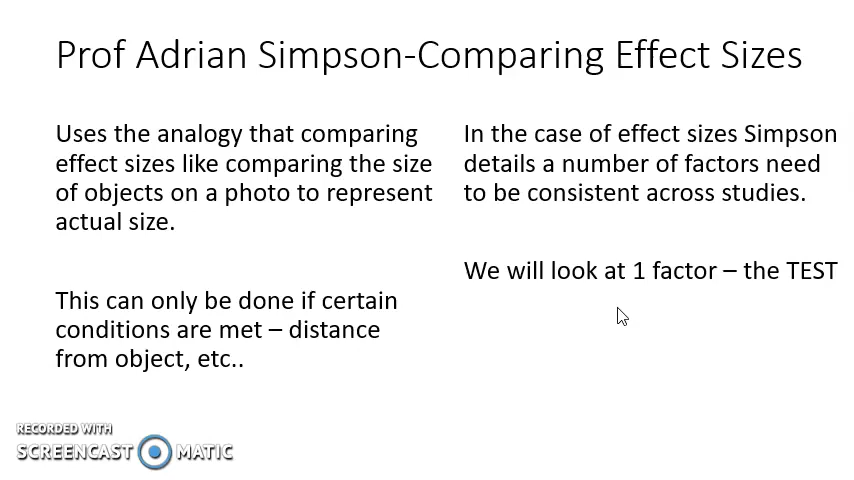 Prof Adrian Simpson-Comparing Effect Sizes
Uses the analogy that comparing
effect sizes like comparing the size
of objects on a photo to represent
actual size.
This can only be done if certain
conditions are met – distance
from object, etc..
In the case of effect sizes Simpson
details a number of factors need
to be consistent across studies.
We will look at 1 factor – the TEST
RECORDED WITH
SCREENCAST MATIC